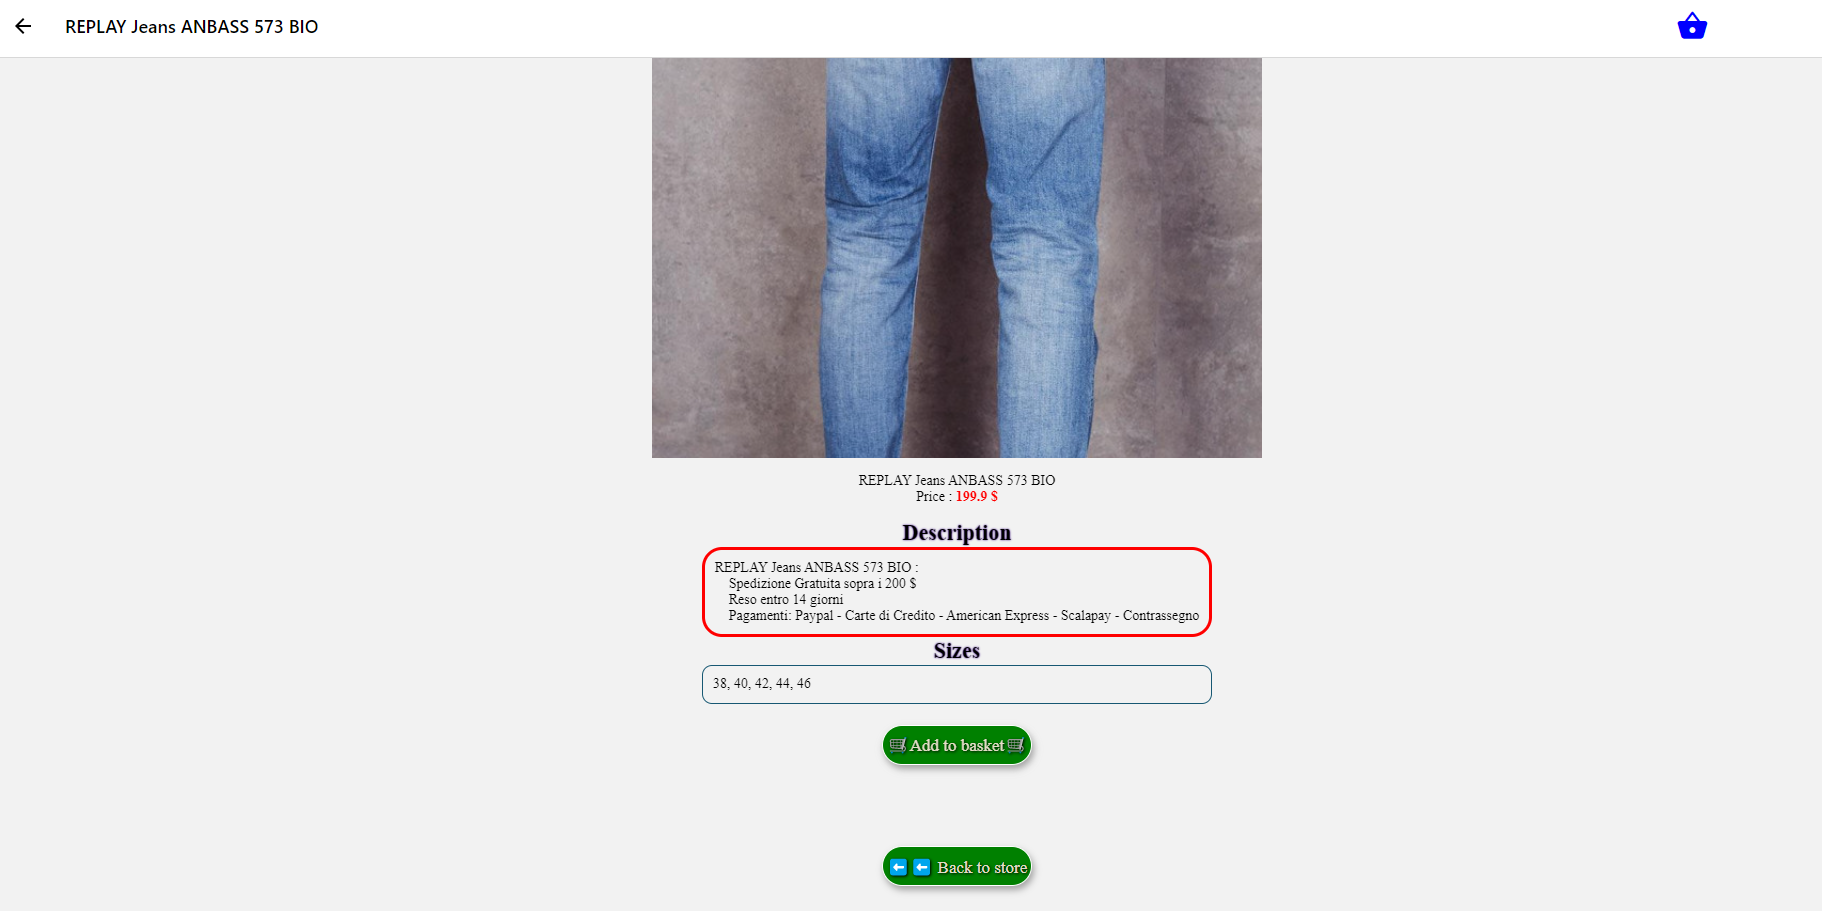 REPLAY Jeans ANBASS 573 BIO
REPLAY Jeans ANBASS 573 BIO
Price : 199.9 $
Description
REPLAY Jeans ANBASS 573 BIO :
Spedizione Gratuita sopra i 200 $
Reso entro 14 giorni
Pagamenti: Paypal - Carte di Credito - American Express - Scalapay - Contrassegno
Sizes
38, 40, 42, 44, 46
🛒 Add to basket 🛒
⬅️ ⬅️ Back to store